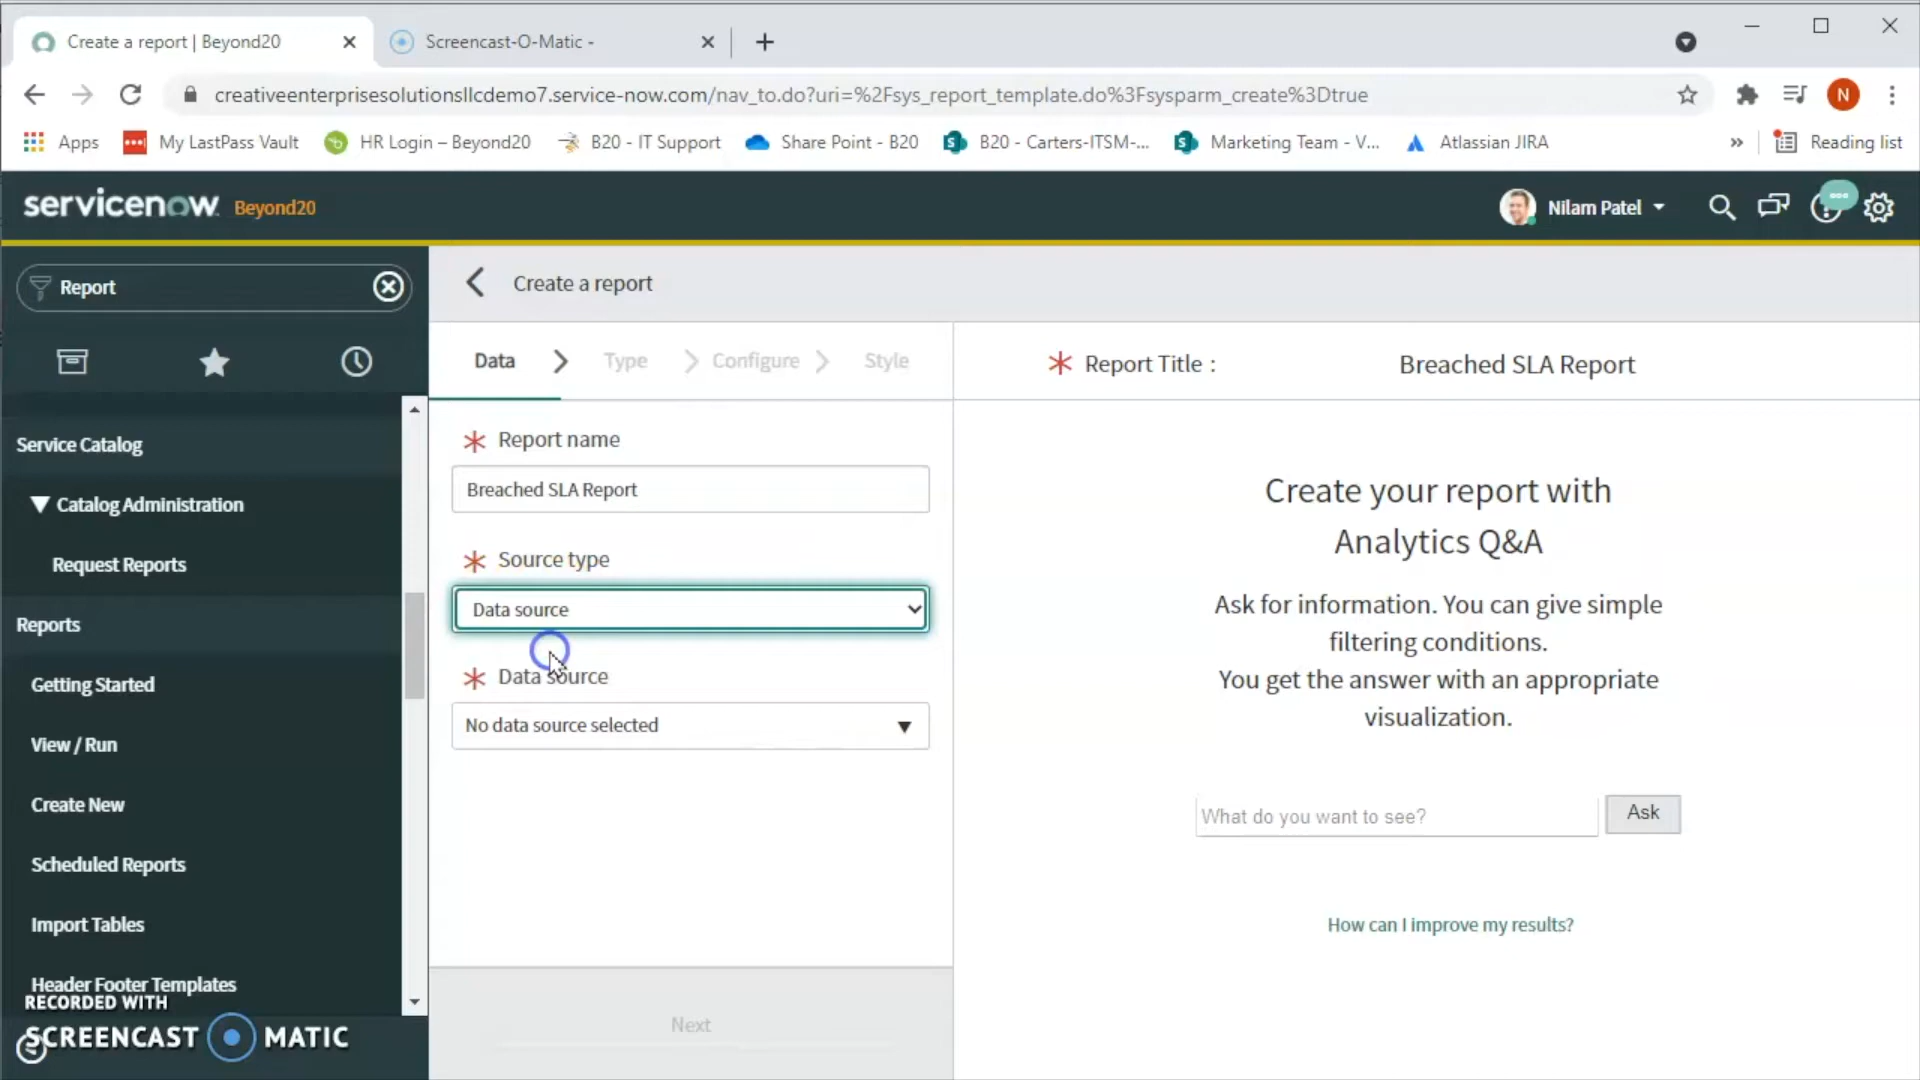 Create a report | Beyond20
Screencast-O-Matic -
creativeenterprisesolutionsllcdemo7.service-now.com/nav_to.do?uri=%2Fsys_report_template.do%3Fsysparm_create%3Dtrue
N
Apps
My LastPass Vault
HR Login – Beyond20
B20 - IT Support
Share Point - B20
B20 - Carters-ITSM-...
Marketing Team - V...
Atlassian JIRA
»
Reading list
servicenow Beyond20
Nilam Patel
Report
Create a report
Data
Type
Configure
Style
* Report Title :
Breached SLA Report
Service Catalog
Catalog Administration
Request Reports
Reports
Getting Started
View / Run
Create New
Scheduled Reports
Import Tables
Header Footer Templates
* Report name
Breached SLA Report
* Source type
Data source
* Data source
No data source selected
Next
Create your report with
Analytics Q&A
Ask for information. You can give simple
filtering conditions.
You get the answer with an appropriate
visualization.
What do you want to see?
Ask
How can I improve my results?
RECORDED WITH
SCREENCAST MATIC